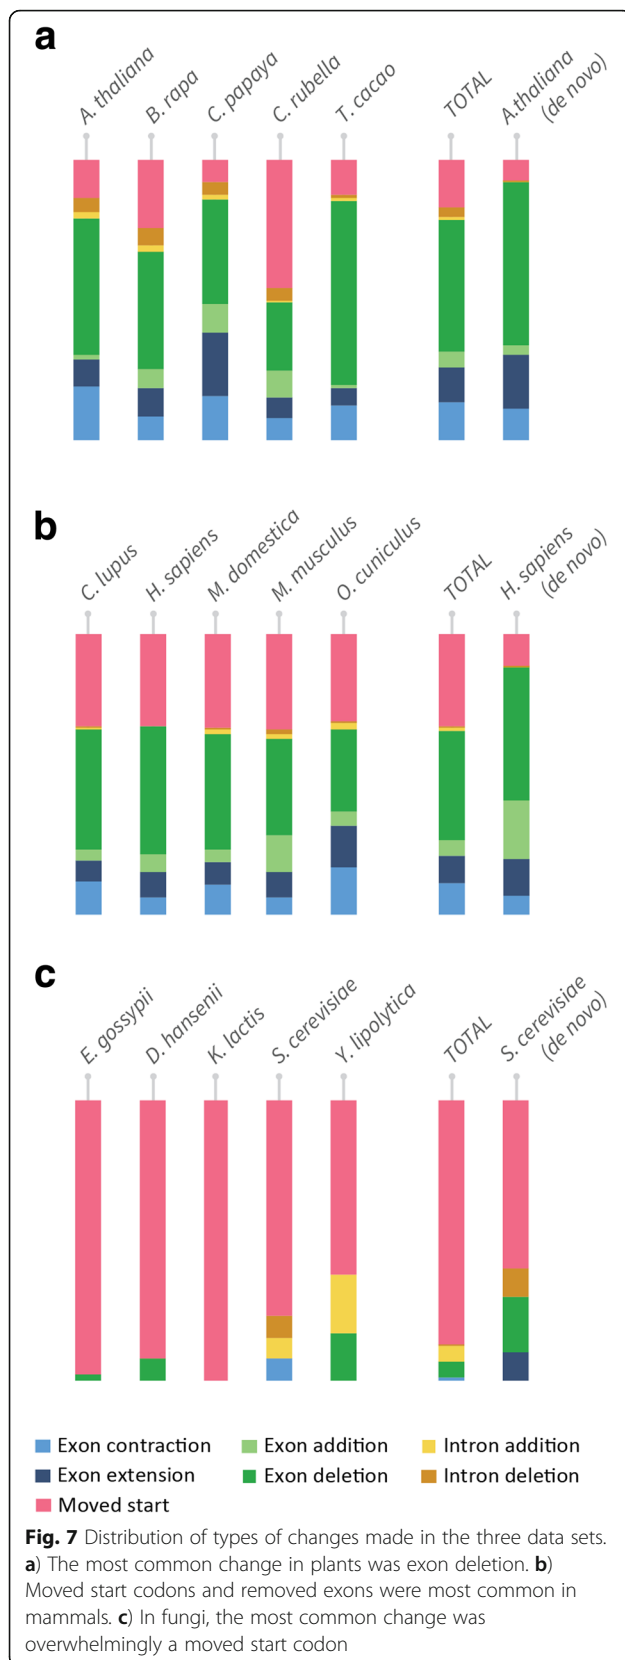 a
A. thaliana
B. rapa
C. papaya
C. rubella
T. cacao
TOTAL
A.thaliana
(de novo)
b
C. lupus
H. sapiens
M. domestica
M. musculus
O. cuniculus
TOTAL
H. sapiens
(de novo)
c
E. gossypii
D. hansenii
K. lactis
S. cerevisiae
Y. lipolytica
TOTAL
S. cerevisiae
(de novo)
Exon contraction
Exon addition
Intron addition
Exon extension
Exon deletion
Intron deletion
Moved start
Fig. 7 Distribution of types of changes made in the three data sets.
a) The most common change in plants was exon deletion. b)
Moved start codons and removed exons were most common in
mammals. c) In fungi, the most common change was
overwhelmingly a moved start codon